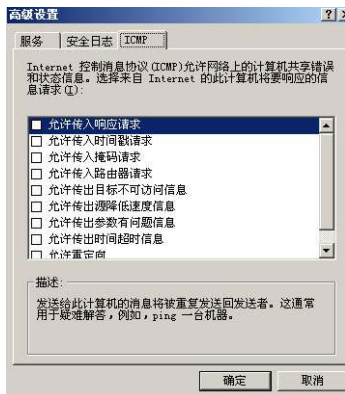 高级设置
服务 安全日志 ICMP
Internet 控制消息协议(ICMP)允许网络上的计算机共享错误
和状态信息。选择来自 Internet 的此计算机将要响应的信
息请求(I):
允许传入响应请求
允许传入时间戳请求
允许传入掩码请求
允许传入路由器请求
允许传出目标不可访问信息
允许传出源降低速度信息
允许传出参数有问题信息
允许传出时间超时信息
允许重定向
描述:
发送给此计算机的消息将被重复发送回发送者。这通常
用于疑难解答，例如，ping 一台机器。
确定 取消